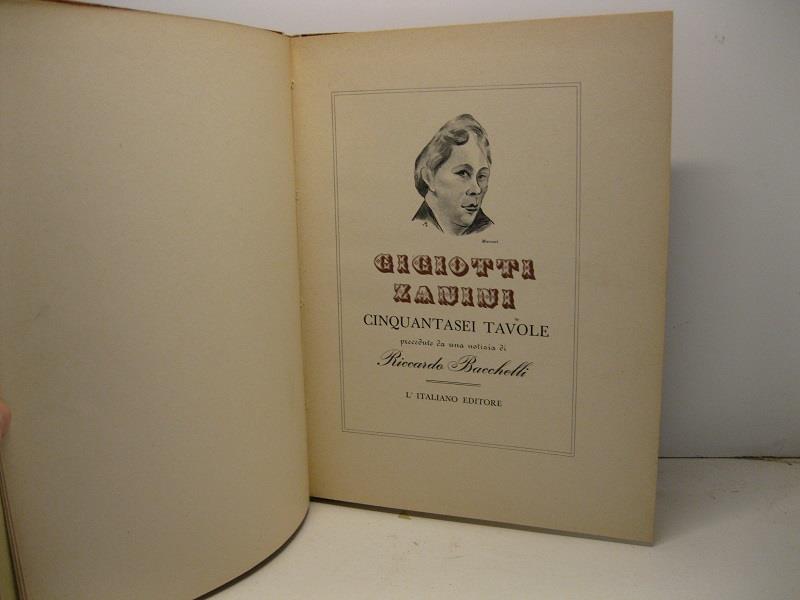 GIGIOTTI
ZANINI
CINQUANTASEI TAVOLE
precedute da una notizia di
Riccardo Bacchelli
L' ITALIANO EDITORE